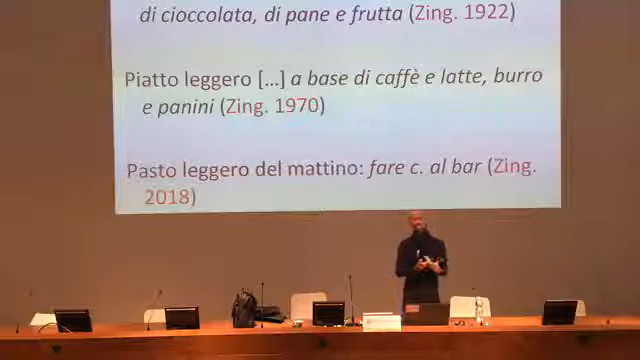 di cioccolata, di pane e frutta (Zing. 1922)
Piatto leggero [...] a base di caffè e latte, burro
e panini (Zing. 1970)
Pasto leggero del mattino: fare c. al bar (Zing.
2018)